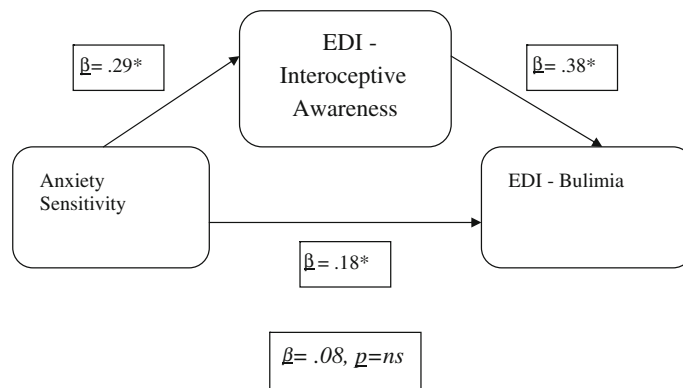 EDI -
Interoceptive
Awareness
β= .29*
β= .38*
Anxiety
Sensitivity
EDI - Bulimia
β = .18*
β= .08, p=ns